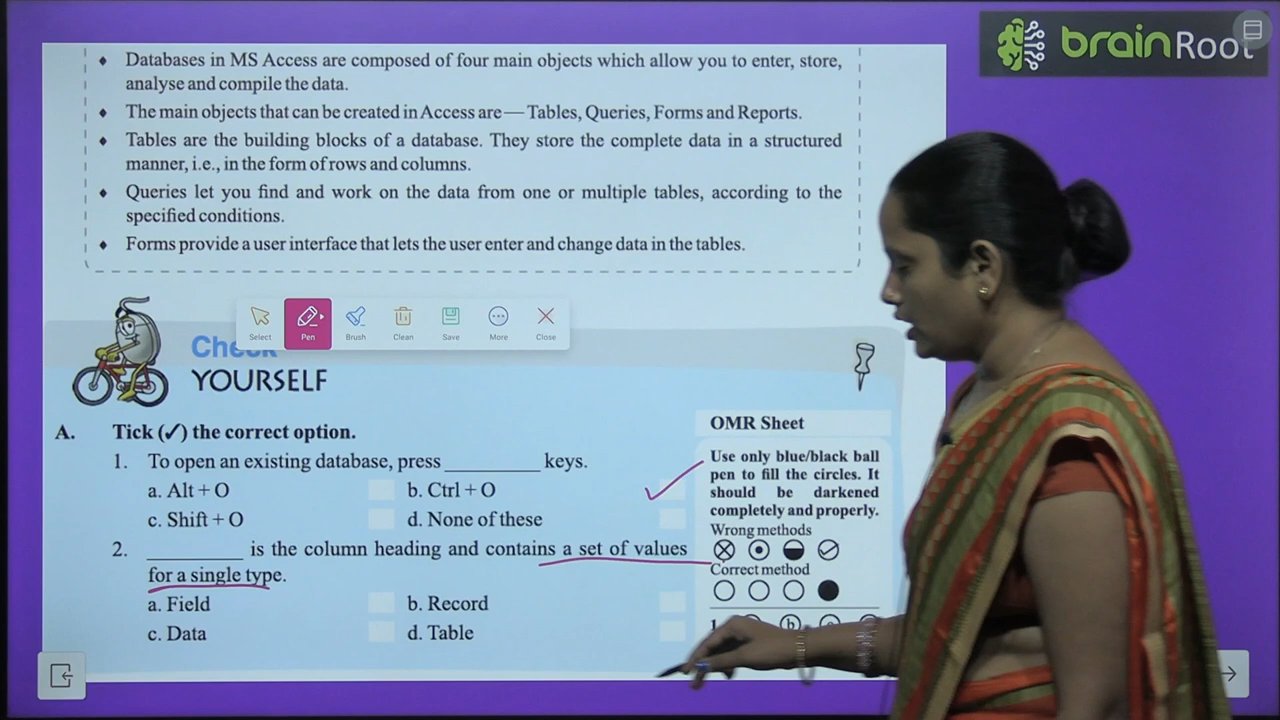 brainRoot
♦ Databases in MS Access are composed of four main objects which allow you to enter, store,
analyse and compile the data.
♦ The main objects that can be created in Access are — Tables, Queries, Forms and Reports.
♦ Tables are the building blocks of a database. They store the complete data in a structured
manner, i.e., in the form of rows and columns.
♦ Queries let you find and work on the data from one or multiple tables, according to the
specified conditions.
♦ Forms provide a user interface that lets the user enter and change data in the tables.
Select Pen Brush Clean Save More Close
Check
YOURSELF
A. Tick (✓) the correct option.
1. To open an existing database, press ________ keys.
a. Alt + O b. Ctrl + O
c. Shift + O d. None of these
2. ________ is the column heading and contains a set of values
for a single type.
a. Field b. Record
c. Data d. Table
OMR Sheet
Use only blue/black ball
pen to fill the circles. It
should be darkened
completely and properly.
Wrong methods
Correct method
1. b